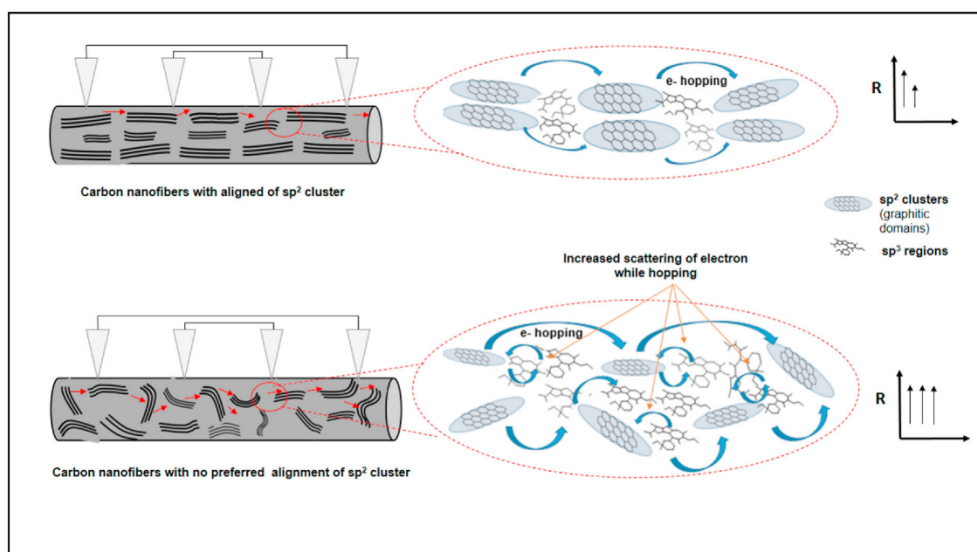 e- hopping
R
Carbon nanofibers with aligned of sp² cluster
sp² clusters
(graphitic
domains)
sp³ regions
Increased scattering of electron
while hopping
e- hopping
R
Carbon nanofibers with no preferred alignment of sp² cluster